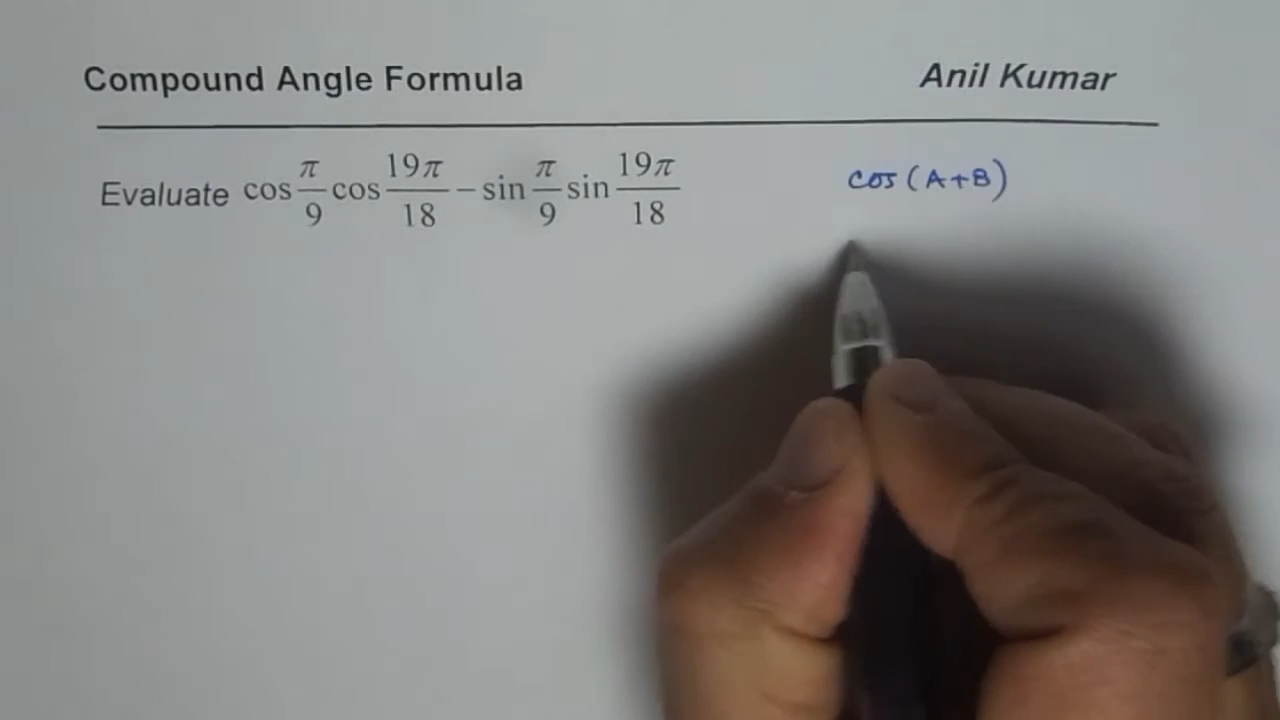 Compound Angle Formula Anil Kumar
Evaluate cos π/9 cos 19π/18 − sin π/9 sin 19π/18 cos (A+B)